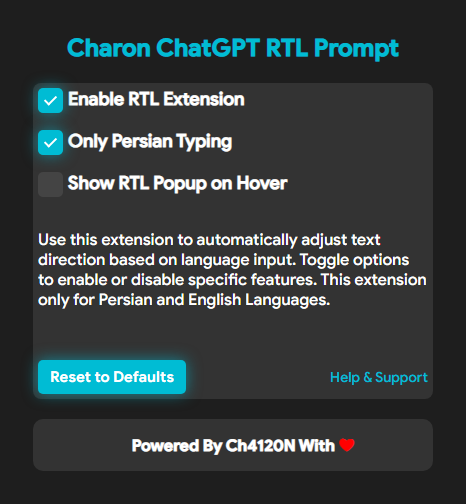 Charon ChatGPT RTL Prompt
Enable RTL Extension
Only Persian Typing
Show RTL Popup on Hover
Use this extension to automatically adjust text
direction based on language input. Toggle options
to enable or disable specific features. This extension
only for Persian and English Languages.
Reset to Defaults
Help & Support
Powered By Ch4120N With ❤️